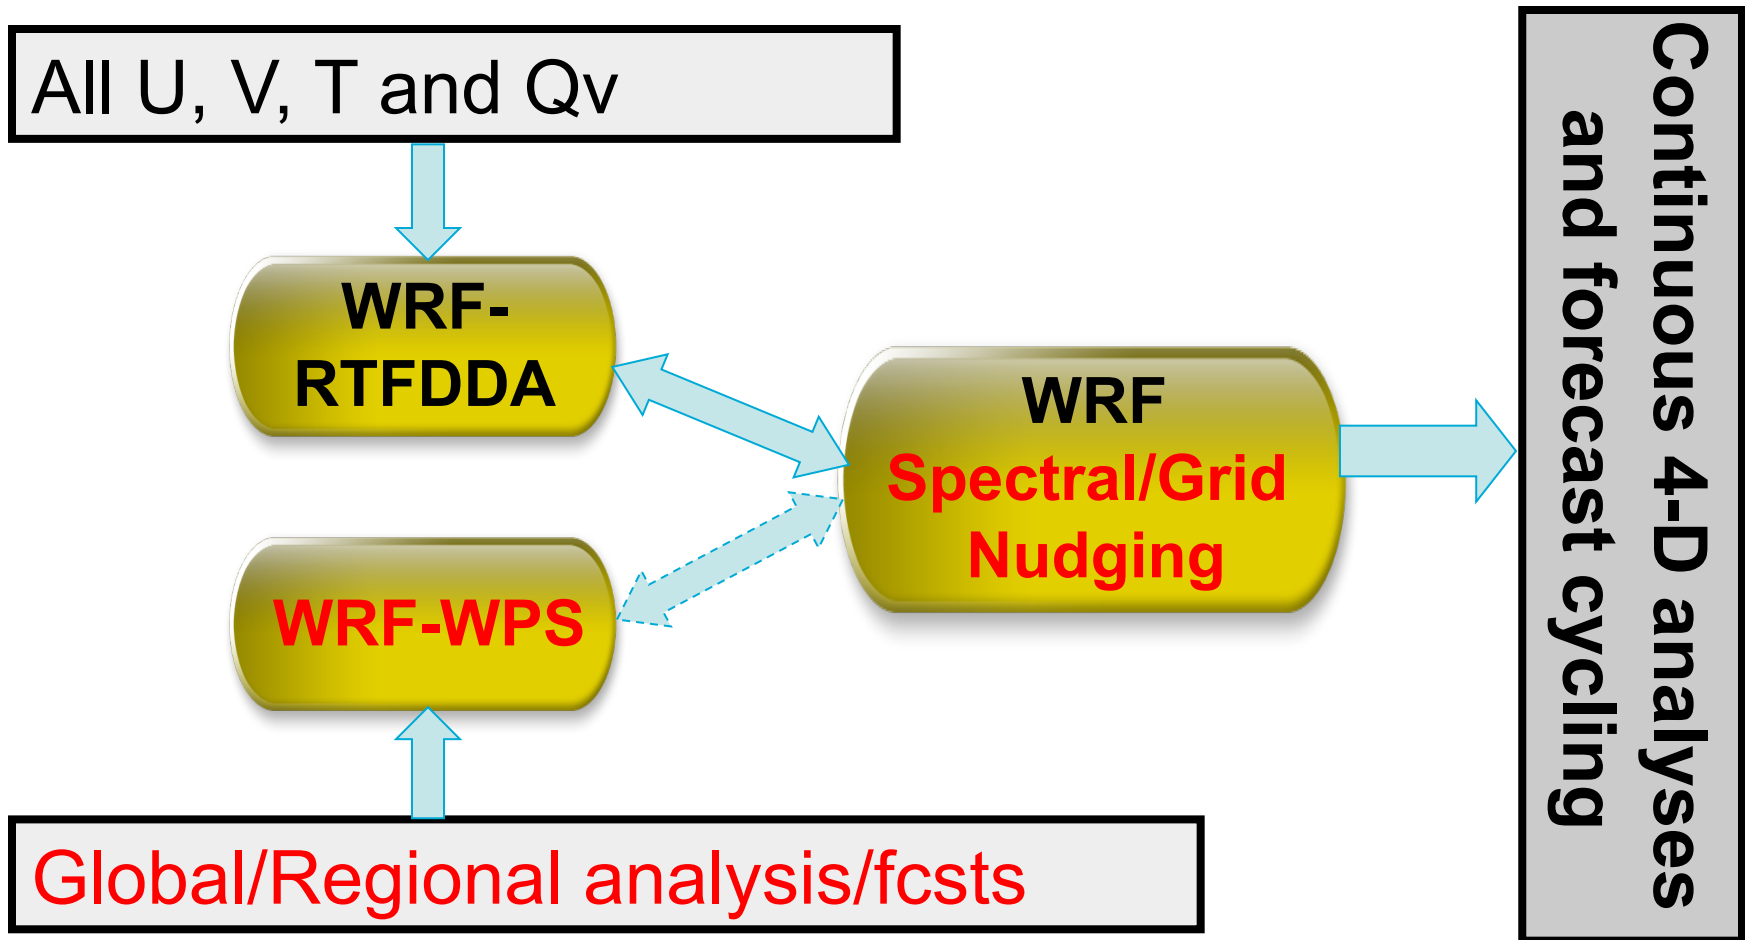 All U, V, T and Qv
WRF-
RTFDDA
WRF
Spectral/Grid
Nudging
WRF-WPS
Global/Regional analysis/fcsts
Continuous 4-D analyses
and forecast cycling